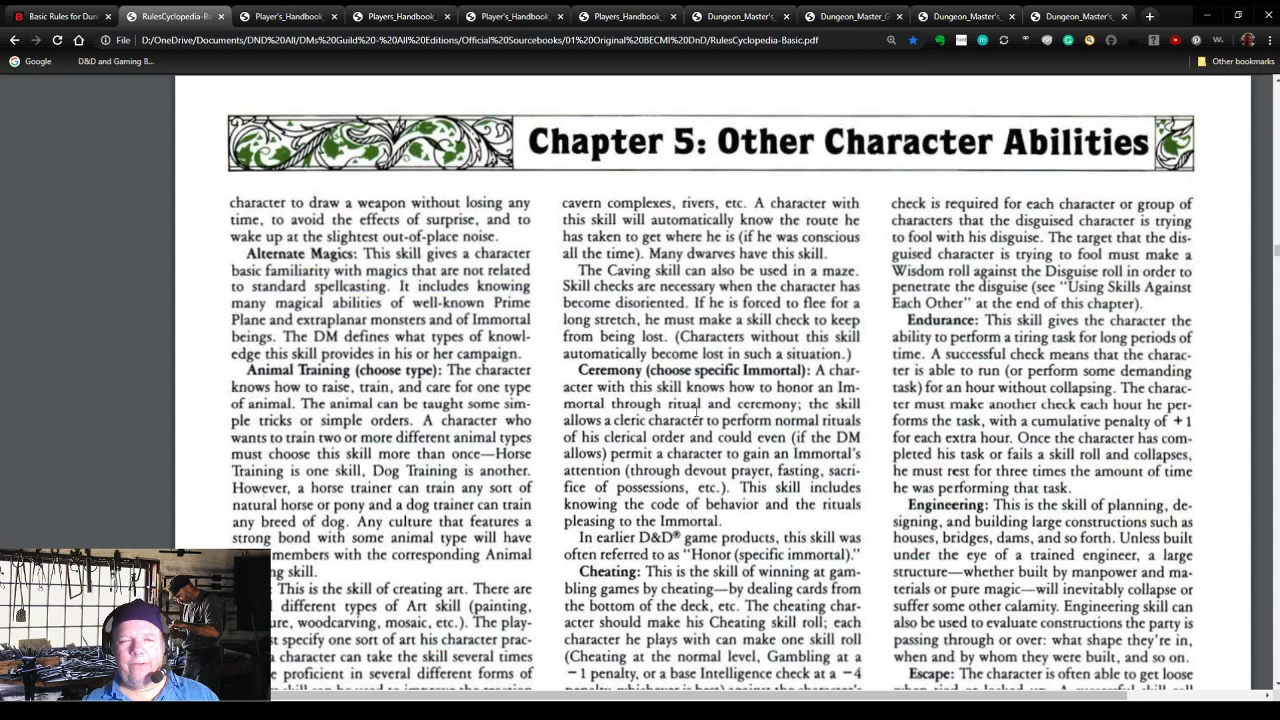 Basic Rules for Dun
RulesCyclopedia-Ba
Player's_Handbook_
Players_Handbook_
Player's_Handbook_
Players_Handbook_
Dungeon_Master's_
Dungeon_Master_G
Dungeon_Master's_
Dungeon_Master's_
File D:/OneDrive/Documents/DND%20All/DMs%20Guild%20-%20All%20Editions/Official%20Sourcebooks/01%20Original%20BECMI%20DnD/RulesCyclopedia-Basic.pdf
Google
D&D and Gaming B...
Other bookmarks
Chapter 5: Other Character Abilities
character to draw a weapon without losing any
time, to avoid the effects of surprise, and to
wake up at the slightest out-of-place noise.
Alternate Magics: This skill gives a character
basic familiarity with magics that are not related
to standard spellcasting. It includes knowing
many magical abilities of well-known Prime
Plane and extraplanar monsters and of Immortal
beings. The DM defines what types of knowl-
edge this skill provides in his or her campaign.
Animal Training (choose type): The character
knows how to raise, train, and care for one type
of animal. The animal can be taught some sim-
ple tricks or simple orders. A character who
wants to train two or more different animal types
must choose this skill more than once—Horse
Training is one skill, Dog Training is another.
However, a horse trainer can train any sort of
natural horse or pony and a dog trainer can train
any breed of dog. Any culture that features a
strong bond with some animal type will have
members with the corresponding Animal
g skill.
: This is the skill of creating art. There are
different types of Art skill (painting,
ure, woodcarving, mosaic, etc.). The play-
st specify one sort of art his character prac-
a character can take the skill several times
e proficient in several different forms of
cavern complexes, rivers, etc. A character with
this skill will automatically know the route he
has taken to get where he is (if he was conscious
all the time). Many dwarves have this skill.
The Caving skill can also be used in a maze.
Skill checks are necessary when the character has
become disoriented. If he is forced to flee for a
long stretch, he must make a skill check to keep
from being lost. (Characters without this skill
automatically become lost in such a situation.)
Ceremony (choose specific Immortal): A char-
acter with this skill knows how to honor an Im-
mortal through ritual and ceremony; the skill
allows a cleric character to perform normal rituals
of his clerical order and could even (if the DM
allows) permit a character to gain an Immortal's
attention (through devout prayer, fasting, sacri-
fice of possessions, etc.). This skill includes
knowing the code of behavior and the rituals
pleasing to the Immortal.
In earlier D&D® game products, this skill was
often referred to as "Honor (specific immortal)."
Cheating: This is the skill of winning at gam-
bling games by cheating—by dealing cards from
the bottom of the deck, etc. The cheating char-
acter should make his Cheating skill roll; each
character he plays with can make one skill roll
(Cheating at the normal level, Gambling at a
−1 penalty, or a base Intelligence check at a −4
check is required for each character or group of
characters that the disguised character is trying
to fool with his disguise. The target that the dis-
guised character is trying to fool must make a
Wisdom roll against the Disguise roll in order to
penetrate the disguise (see "Using Skills Against
Each Other" at the end of this chapter).
Endurance: This skill gives the character the
ability to perform a tiring task for long periods of
time. A successful check means that the charac-
ter is able to run (or perform some demanding
task) for an hour without collapsing. The charac-
ter must make another check each hour he per-
forms the task, with a cumulative penalty of +1
for each extra hour. Once the character has com-
pleted his task or fails a skill roll and collapses,
he must rest for three times the amount of time
he was performing that task.
Engineering: This is the skill of planning, de-
signing, and building large constructions such as
houses, bridges, dams, and so forth. Unless built
under the eye of a trained engineer, a large
structure—whether built by manpower and ma-
terials or pure magic—will inevitably collapse or
suffer some other calamity. Engineering skill can
also be used to evaluate constructions the party is
passing through or over: what shape they're in,
when and by whom they were built, and so on.
Escape: The character is often able to get loose